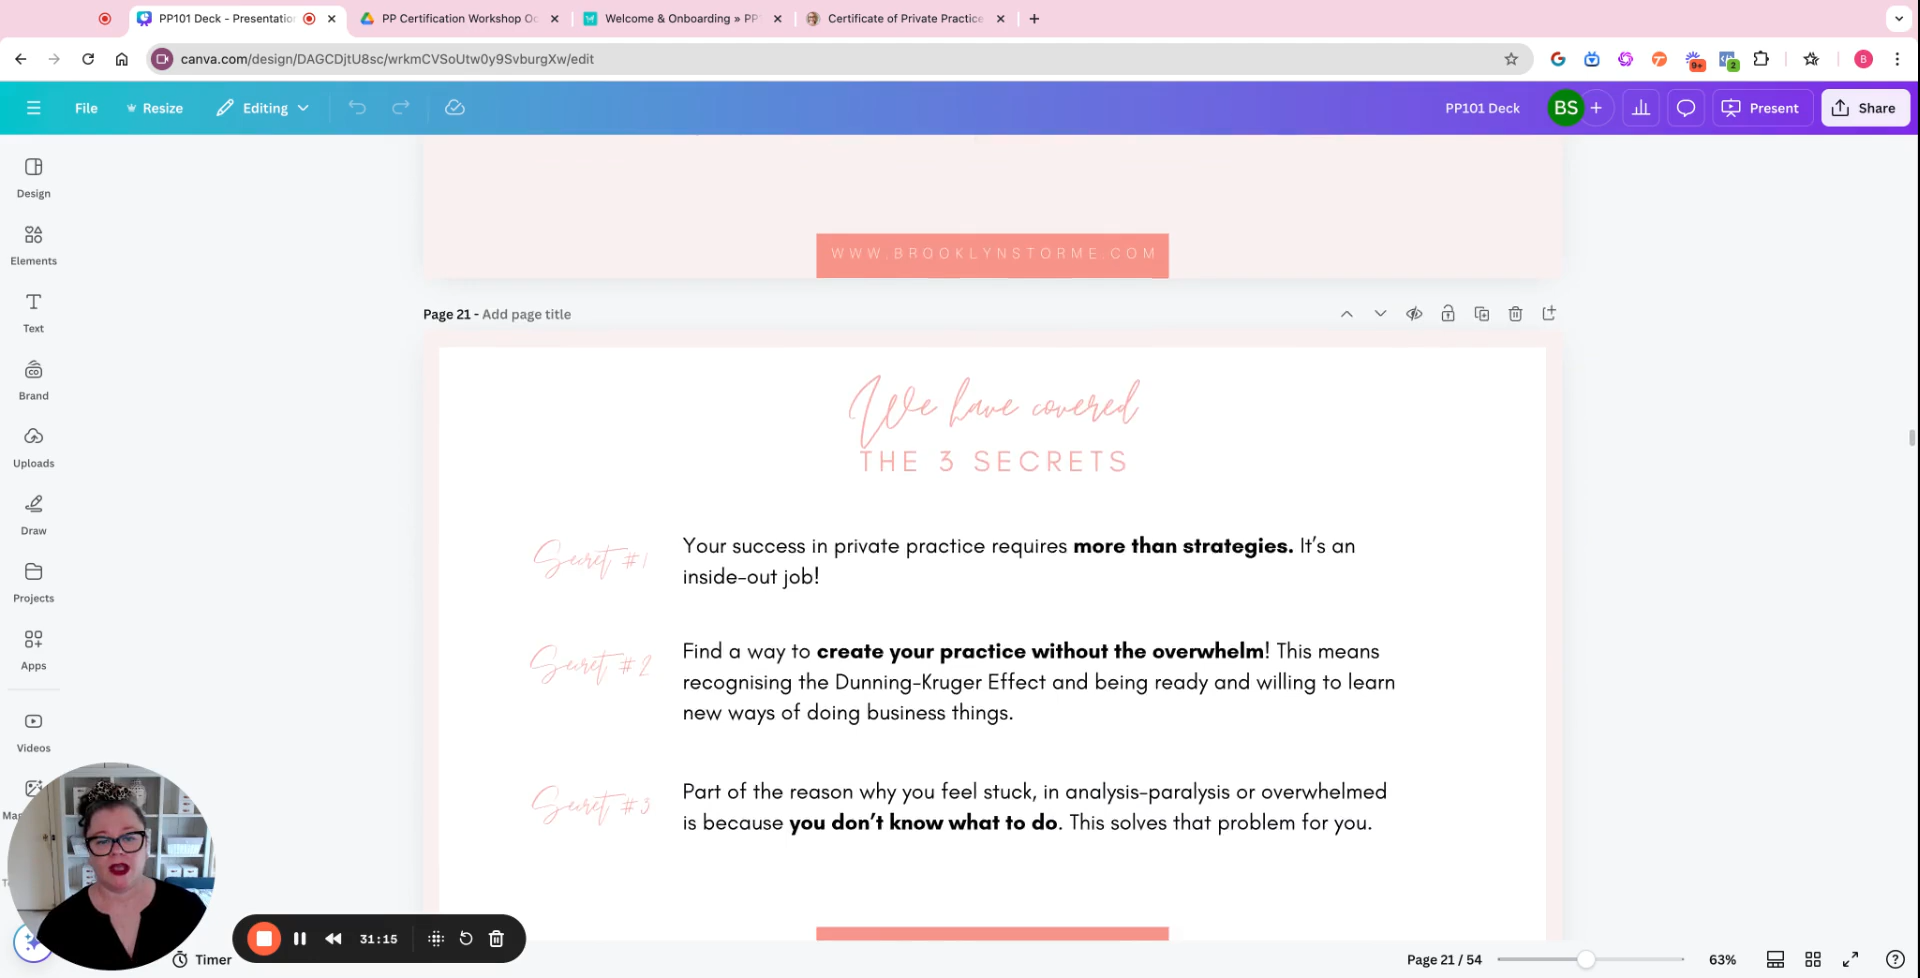 PP101 Deck - Presentation
PP Certification Workshop Oc
Welcome & Onboarding » PP
Certificate of Private Practice
canva.com/design/DAGCDjtU8sc/wrkmCVSoUtw0y9SvburgXw/edit
9+
2
B
File
Resize
Editing
PP101 Deck
BS
Present
Share
Design
Elements
Text
Brand
Uploads
Draw
Projects
Apps
Videos
WWW.BROOKLYNSTORME.COM
Page 21 - Add page title
We have covered
THE 3 SECRETS
Secret #1
Your success in private practice requires more than strategies. It's an
inside-out job!
Secret #2
Find a way to create your practice without the overwhelm! This means
recognising the Dunning-Kruger Effect and being ready and willing to learn
new ways of doing business things.
Secret #3
Part of the reason why you feel stuck, in analysis-paralysis or overwhelmed
is because you don't know what to do. This solves that problem for you.
31:15
Timer
Page 21 / 54
63%